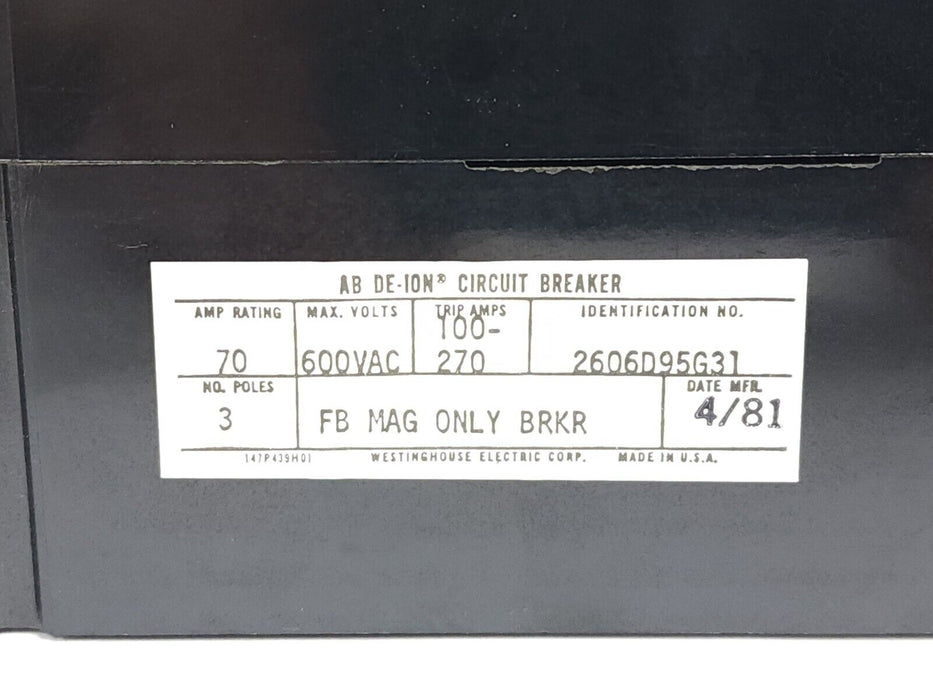 AB DE-ION® CIRCUIT BREAKER
AMP RATING MAX. VOLTS TRIP AMPS IDENTIFICATION NO.
100-
70 600VAC 270 2606D95G31
NO. POLES DATE MFR.
3 FB MAG ONLY BRKR 4/81
147P439H01 WESTINGHOUSE ELECTRIC CORP. MADE IN U.S.A.